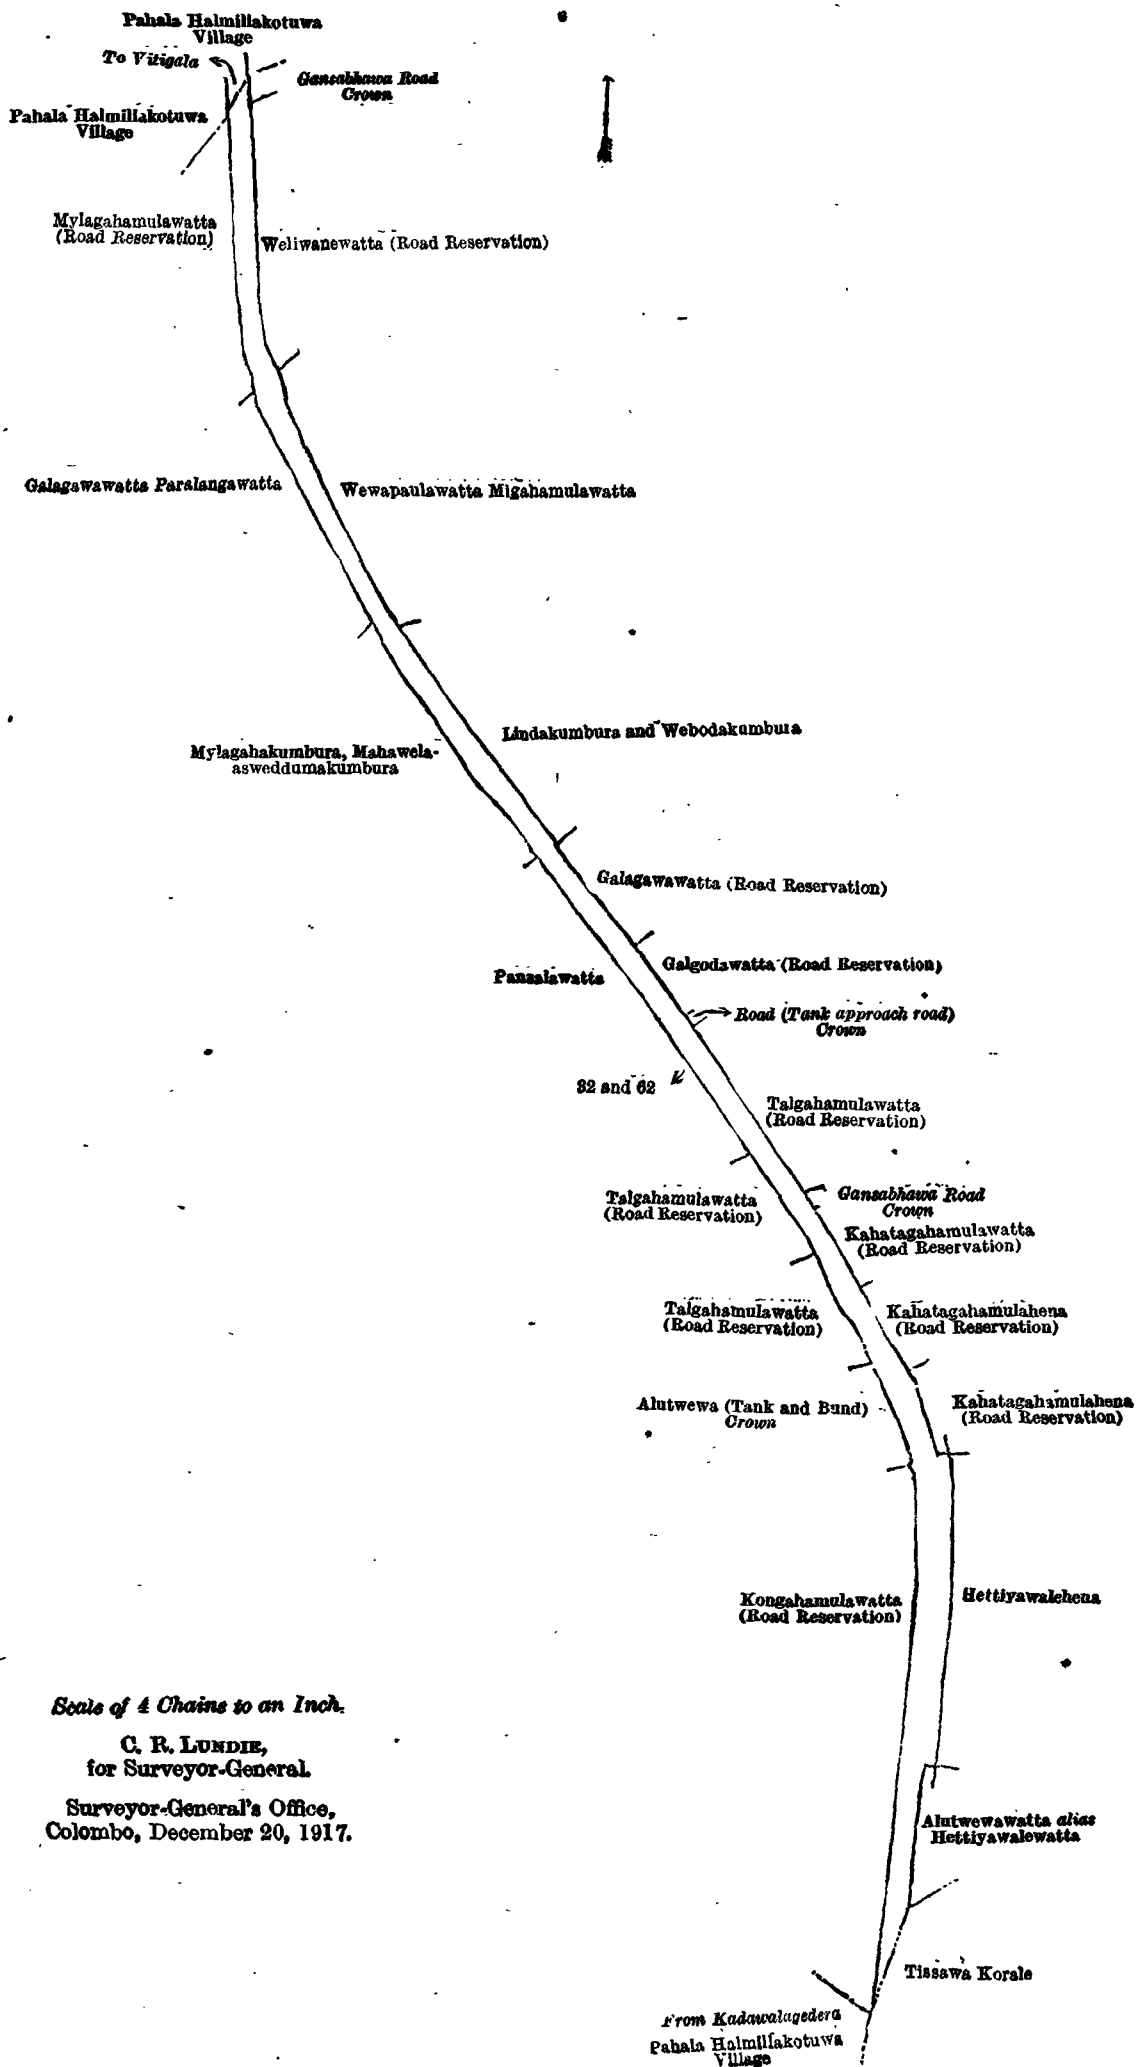 Pahala Halmillakotuwa
Village
To Vitigala
Gansabhawa Road
Crown
Pahala Halmillakotuwa
Village
Mylagahamulawatta
(Road Reservation)
Weliwanewatta (Road Reservation)
Galagawawatta Paralangawatta
Wewapaulawatta Migahamulawatta
Lindakumbura and Webodakumbura
Mylagahakumbura, Mahawela-
asweddumakumbura
Galagawawatta (Road Reservation)
Pansalawatta
Galgodawatta (Road Reservation)
Road (Tank approach road)
Crown
32 and 62
Talgahamulawatta
(Road Reservation)
Talgahamulawatta
(Road Reservation)
Gansabhawa Road
Crown
Kahatagahamulawatta
(Road Reservation)
Talgahamulawatta
(Road Reservation)
Kahatagahamulahena
(Road Reservation)
Alutwewa (Tank and Bund)
Crown
Kahatagahamulahena
(Road Reservation)
Kongahamulawatta
(Road Reservation)
Hettiyawalehena
Scale of 4 Chains to an Inch.
C. R. LUNDIE,
for Surveyor-General.
Surveyor-General's Office,
Colombo, December 20, 1917.
Alutwewawatta alias
Hettiyawalewatta
Tissawa Korale
From Kadawalagedera
Pahala Halmillakotuwa
Village